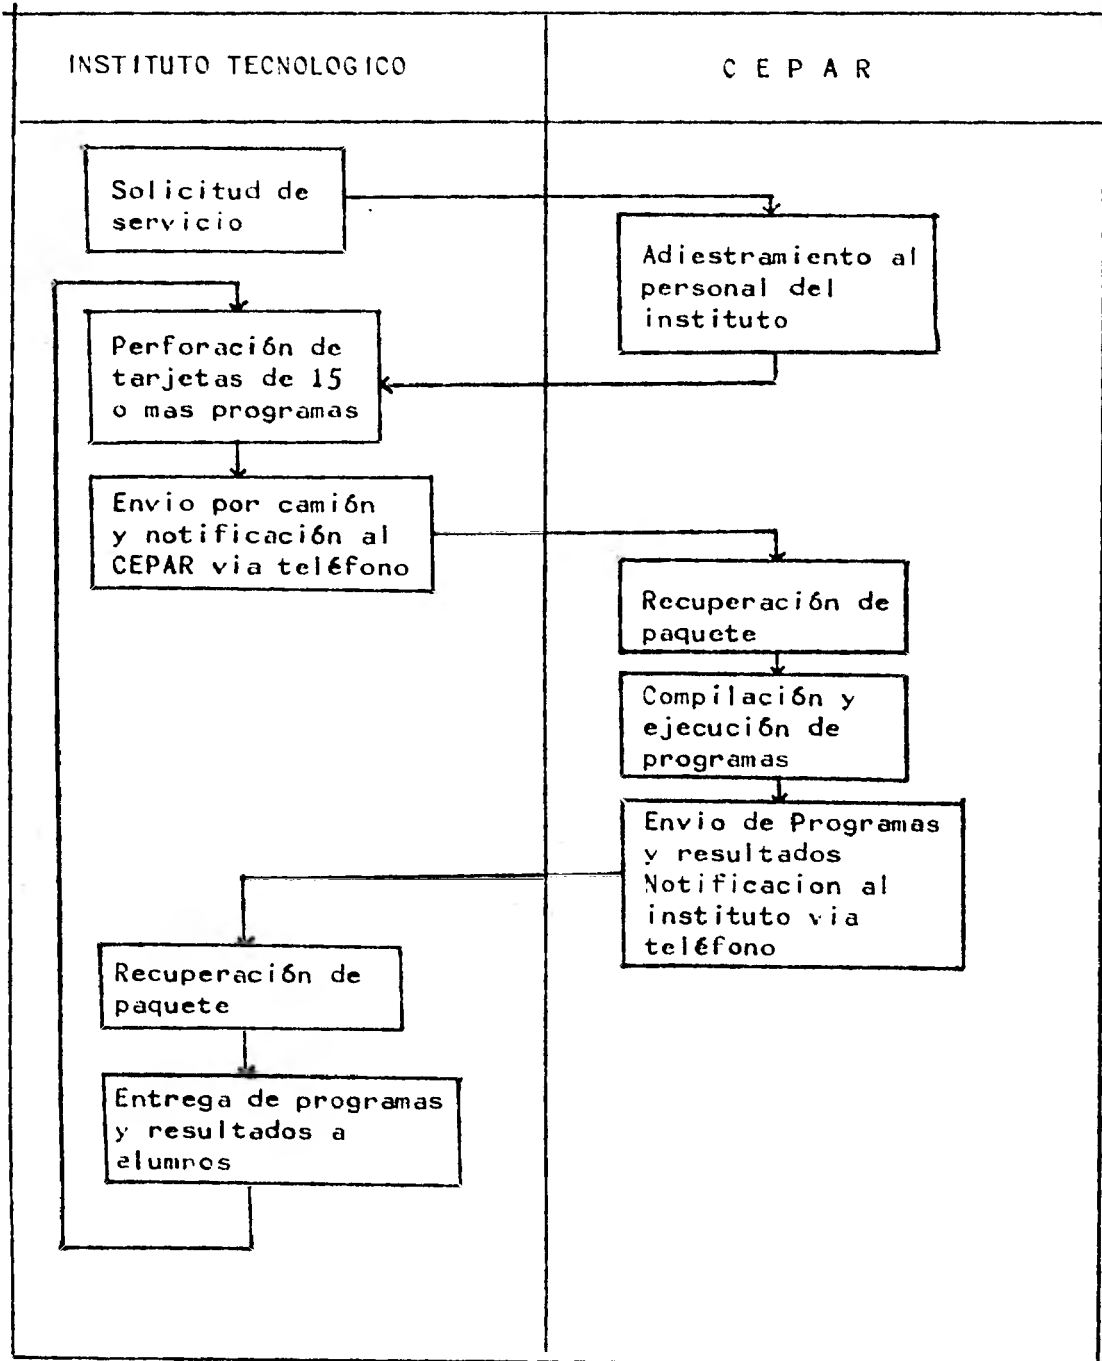 INSTITUTO TECNOLOGICO
C E P A R
Solicitud de
servicio
Adiestramiento al
personal del
instituto
Perforación de
tarjetas de 15
o mas programas
Envio por camión
y notificación al
CEPAR via teléfono
Recuperación de
paquete
Compilación y
ejecución de
programas
Envio de Programas
y resultados
Notificacion al
instituto via
teléfono
Recuperación de
paquete
Entrega de programas
y resultados a
alumnos